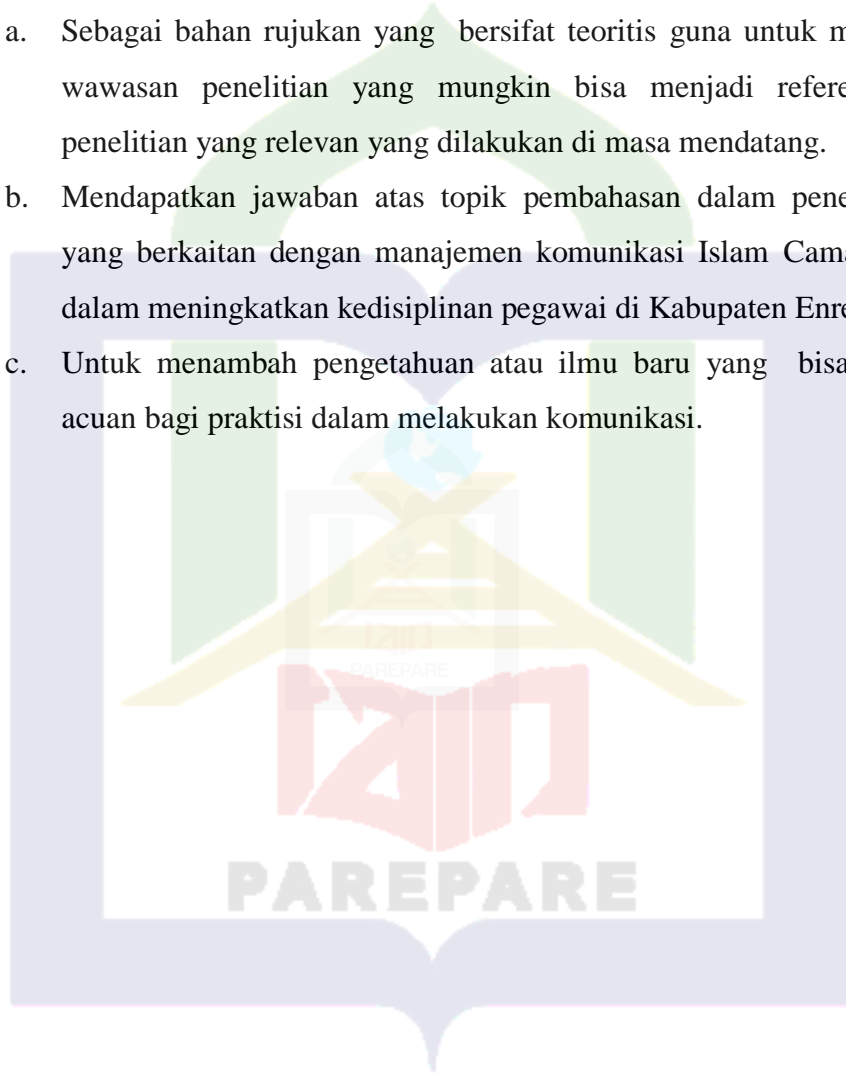 a. Sebagai bahan rujukan yang bersifat teoritis guna untuk m
wawasan penelitian yang mungkin bisa menjadi refere
penelitian yang relevan yang dilakukan di masa mendatang.
b. Mendapatkan jawaban atas topik pembahasan dalam pene
yang berkaitan dengan manajemen komunikasi Islam Cama
dalam meningkatkan kedisiplinan pegawai di Kabupaten Enre
c. Untuk menambah pengetahuan atau ilmu baru yang bisa
acuan bagi praktisi dalam melakukan komunikasi.
IAIN
PAREPARE
IAIN
PAREPARE